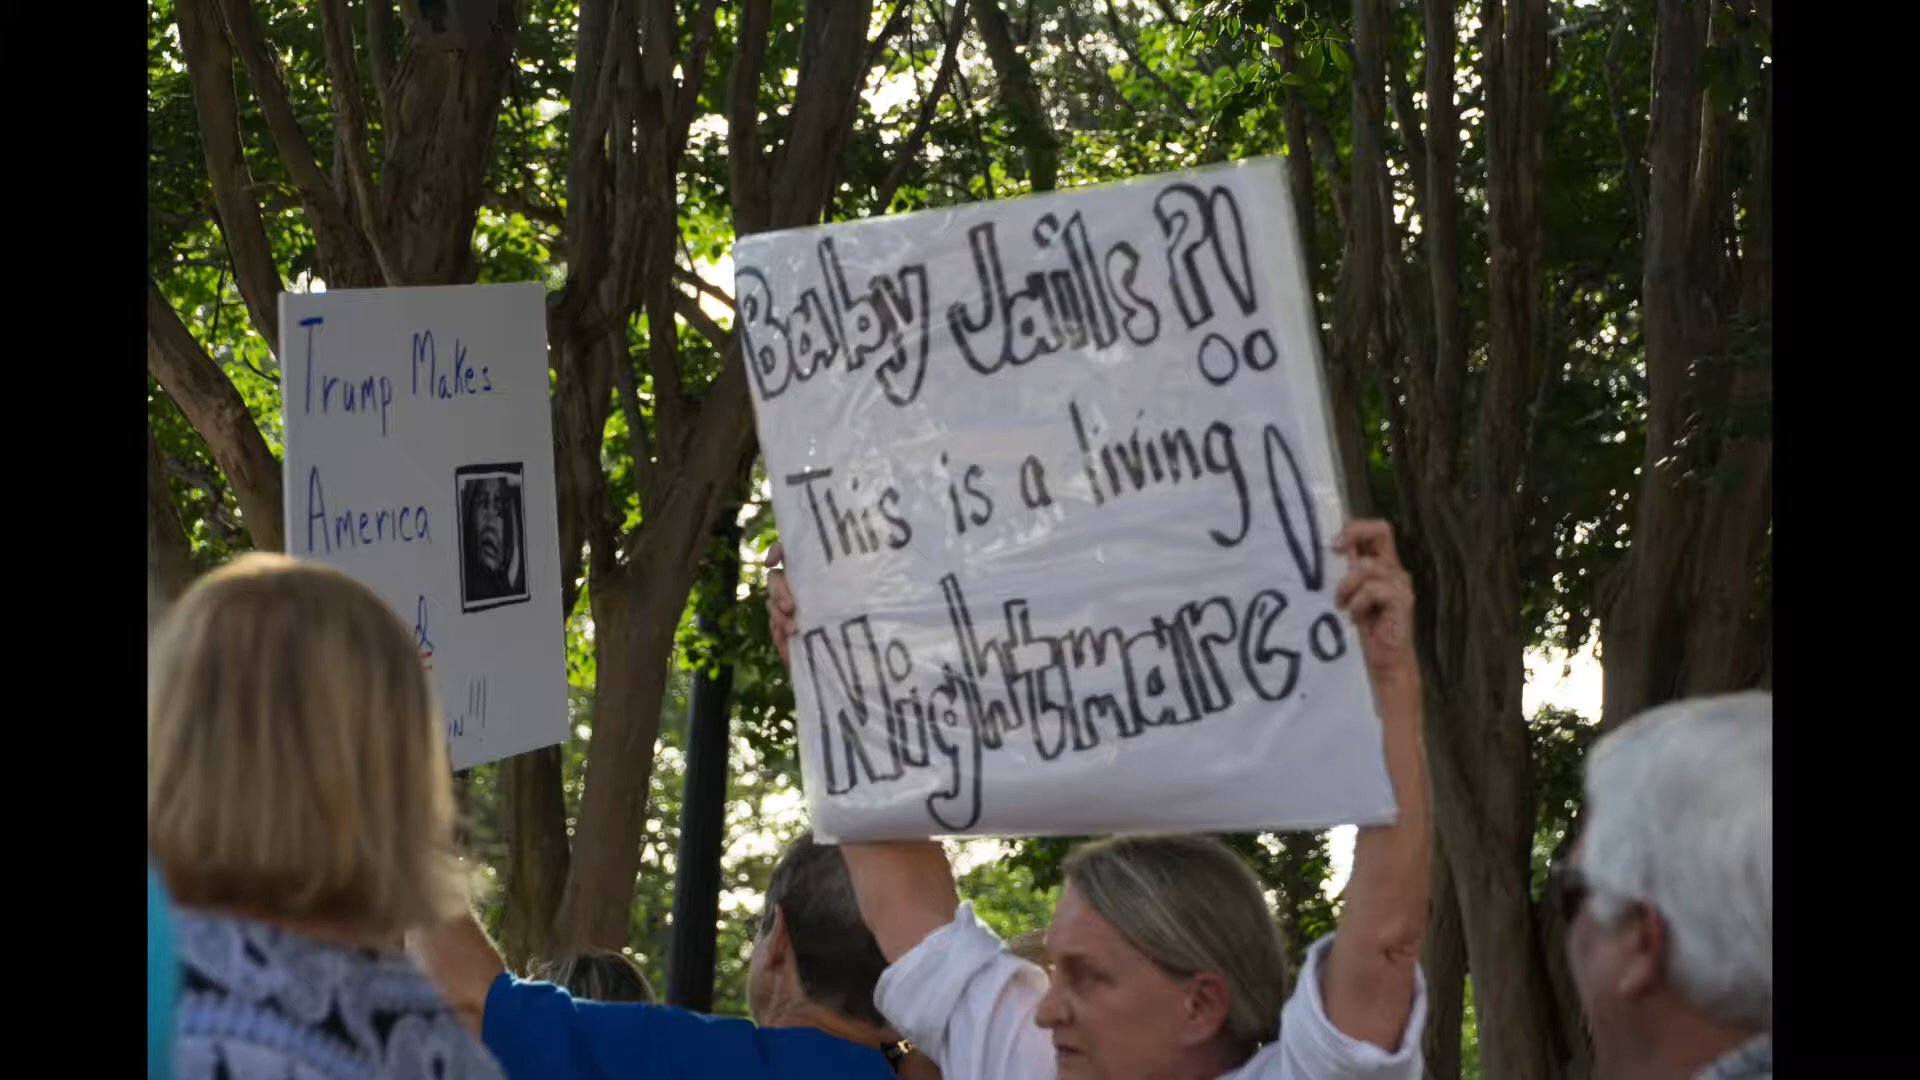 Trump Makes
America
&
Baby Jails?!
This is a living
Nightmare!